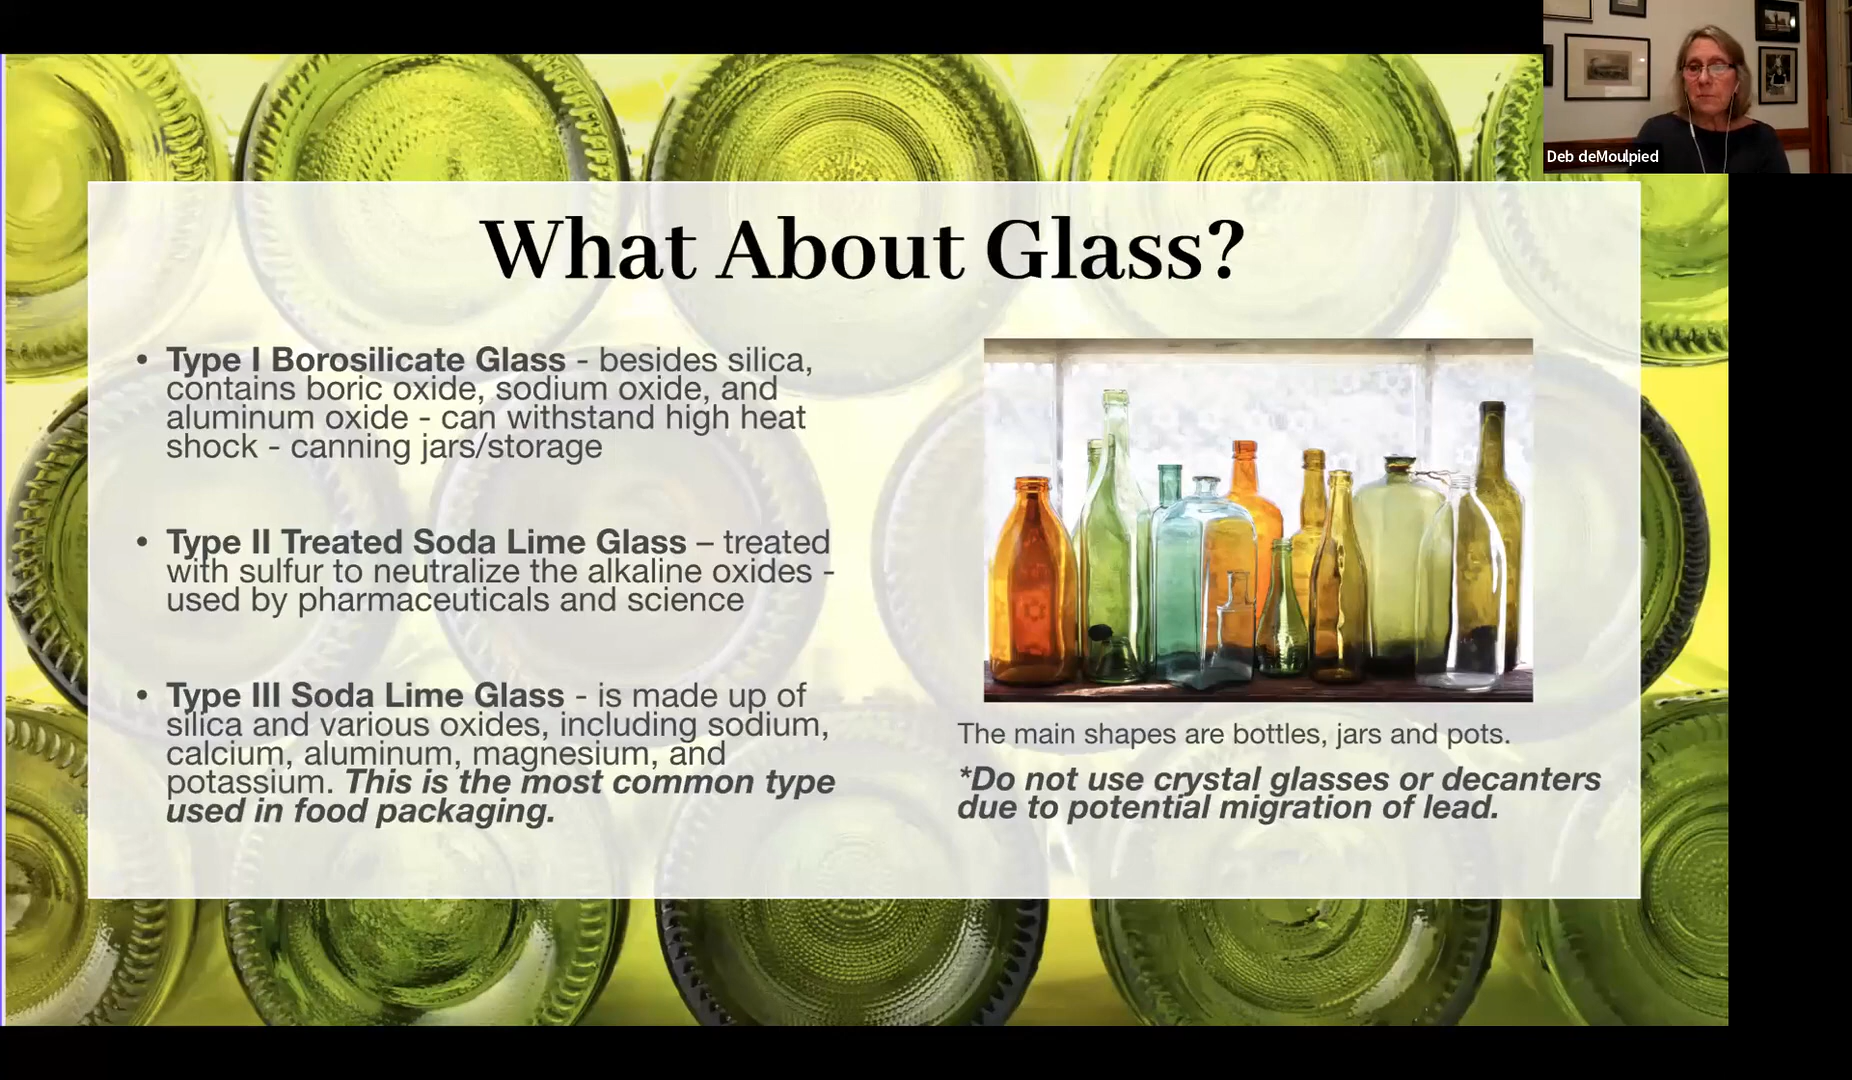 Deb deMoulpied
What About Glass?
• Type I Borosilicate Glass - besides silica,
contains boric oxide, sodium oxide, and
aluminum oxide - can withstand high heat
shock - canning jars/storage
• Type II Treated Soda Lime Glass – treated
with sulfur to neutralize the alkaline oxides -
used by pharmaceuticals and science
• Type III Soda Lime Glass - is made up of
silica and various oxides, including sodium,
calcium, aluminum, magnesium, and
potassium. This is the most common type
used in food packaging.
The main shapes are bottles, jars and pots.
*Do not use crystal glasses or decanters
due to potential migration of lead.